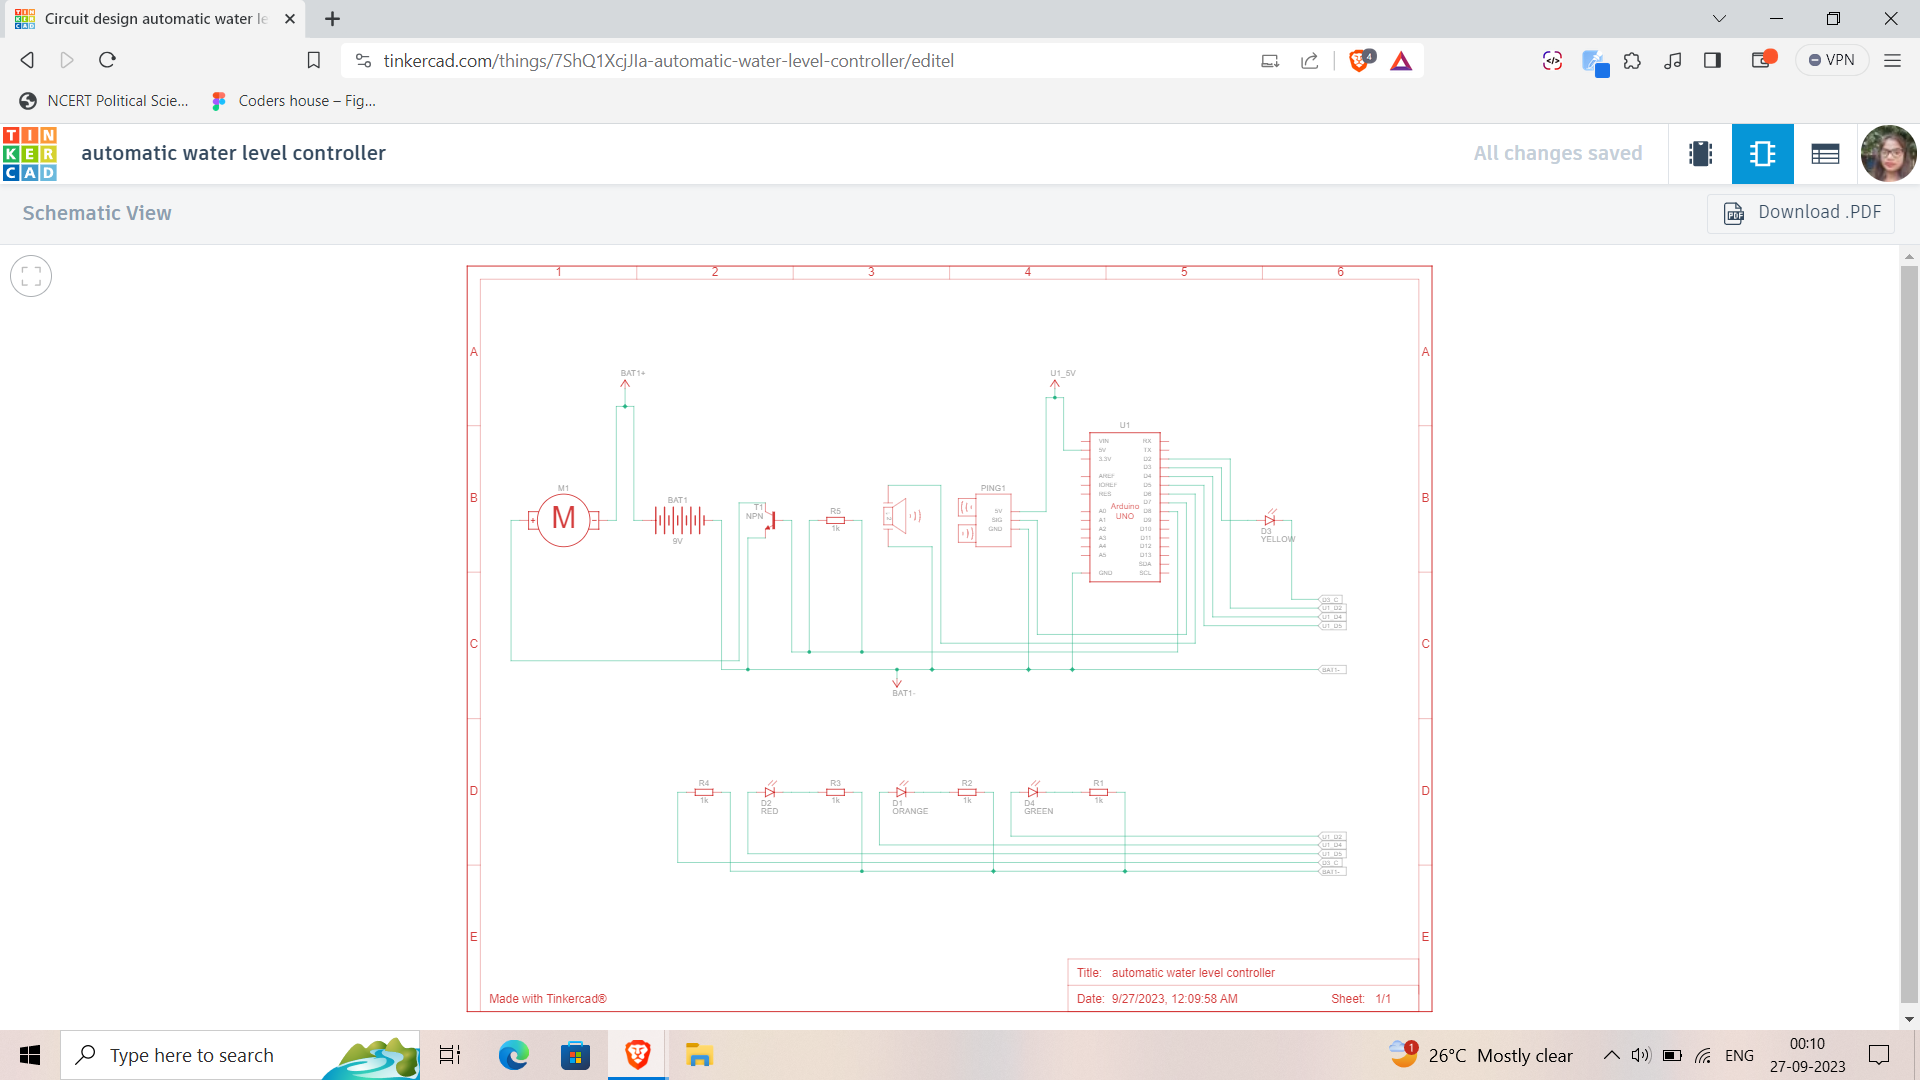 Circuit design automatic water le
tinkercad.com/things/7ShQ1XcjJIa-automatic-water-level-controller/editel
4
VPN
NCERT Political Scie...
Coders house – Fig...
TIN
KER
CAD
automatic water level controller
All changes saved
Schematic View
Download .PDF
1 2 3 4 5 6
A A
BAT1+
U1_5V
U1
VIN RX
5V TX
3.3V D2
D3
AREF D4
IOREF D5
RES D6
D7
A0 D8
A1 D9
A2 D10
A3 D11
A4 D12
A5 D13
SDA
GND SCL
Arduino
UNO
B B
M1
M
+ -
BAT1
9V
T1
NPN
R5
1k
PING1
5V
SIG
GND
D3
YELLOW
D3_C
U1_D2
U1_D4
U1_D5
C C
BAT1-
BAT1-
D D
R4
1k
D2
RED
R3
1k
D1
ORANGE
R2
1k
D4
GREEN
R1
1k
U1_D2
U1_D4
U1_D5
D3_C
BAT1-
E E
Title: automatic water level controller
Made with Tinkercad®
Date: 9/27/2023, 12:09:58 AM
Sheet: 1/1
Type here to search
1
26°C Mostly clear
ENG
00:10
27-09-2023